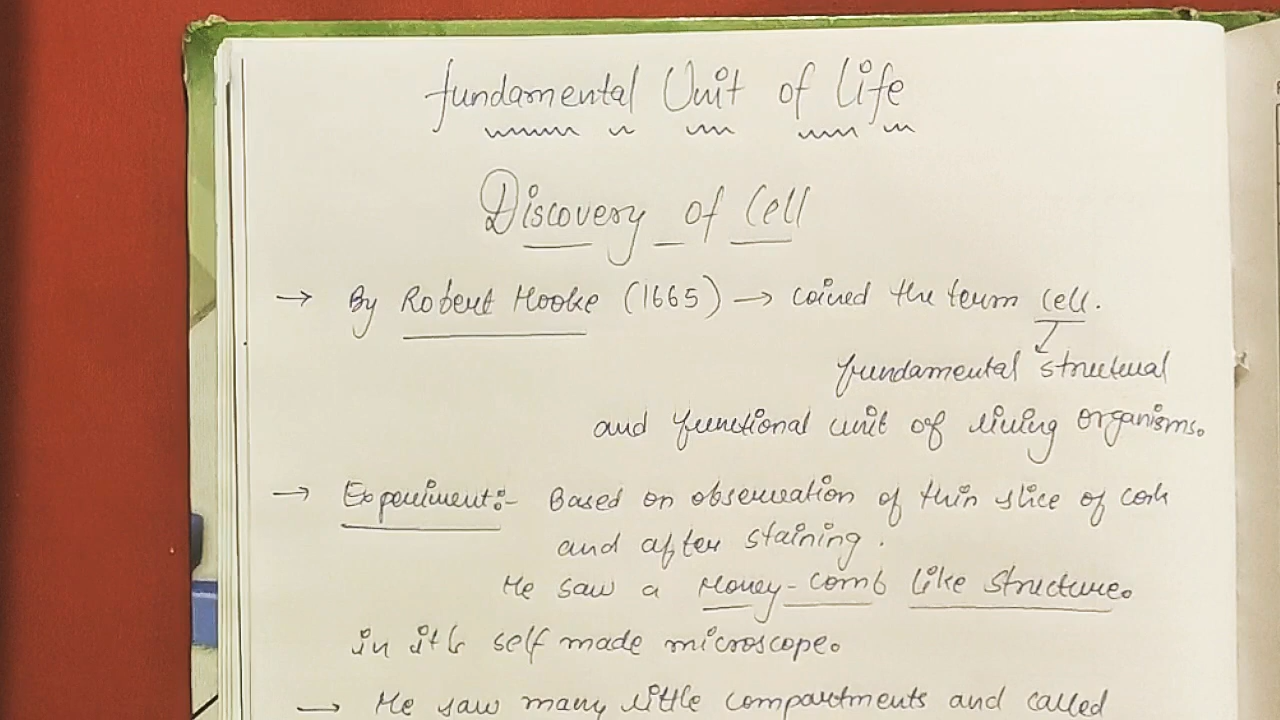 fundamental Unit of life
Discovery of Cell
→ By Robert Hooke (1665) → coined the term cell.
fundamental structural
and functional unit of living organisms.
→ Experiment:- Based on observation of thin slice of cork
and after staining.
He saw a Honey-comb like structure.
in it's self made microscope.
→ He saw many little compartments and called